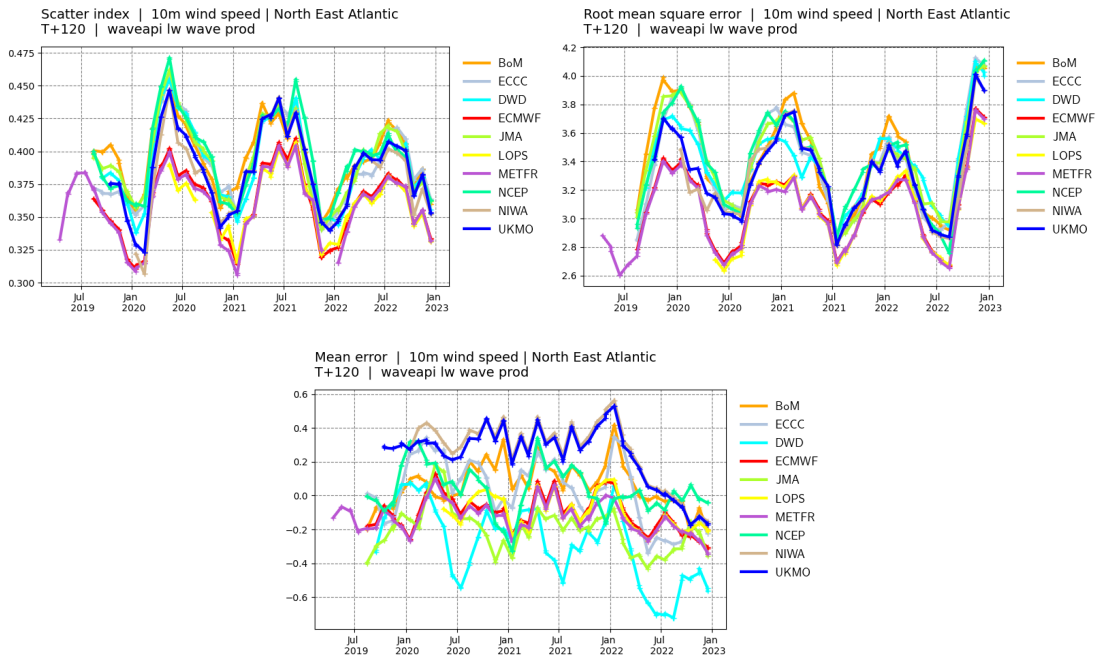 Scatter index | 10m wind speed | North East Atlantic
T+120 | waveapi lw wave prod
0.475
0.450
0.425
0.400
0.375
0.350
0.325
0.300
Jul 2019
Jan 2020
Jul 2020
Jan 2021
Jul 2021
Jan 2022
Jul 2022
Jan 2023
BoM
ECCC
DWD
ECMWF
JMA
LOPS
METFR
NCEP
NIWA
UKMO
Root mean square error | 10m wind speed | North East Atlantic
T+120 | waveapi lw wave prod
4.2
4.0
3.8
3.6
3.4
3.2
3.0
2.8
2.6
Jul 2019
Jan 2020
Jul 2020
Jan 2021
Jul 2021
Jan 2022
Jul 2022
Jan 2023
BoM
ECCC
DWD
ECMWF
JMA
LOPS
METFR
NCEP
NIWA
UKMO
Mean error | 10m wind speed | North East Atlantic
T+120 | waveapi lw wave prod
0.6
0.4
0.2
0.0
−0.2
−0.4
−0.6
Jul 2019
Jan 2020
Jul 2020
Jan 2021
Jul 2021
Jan 2022
Jul 2022
Jan 2023
BoM
ECCC
DWD
ECMWF
JMA
LOPS
METFR
NCEP
NIWA
UKMO